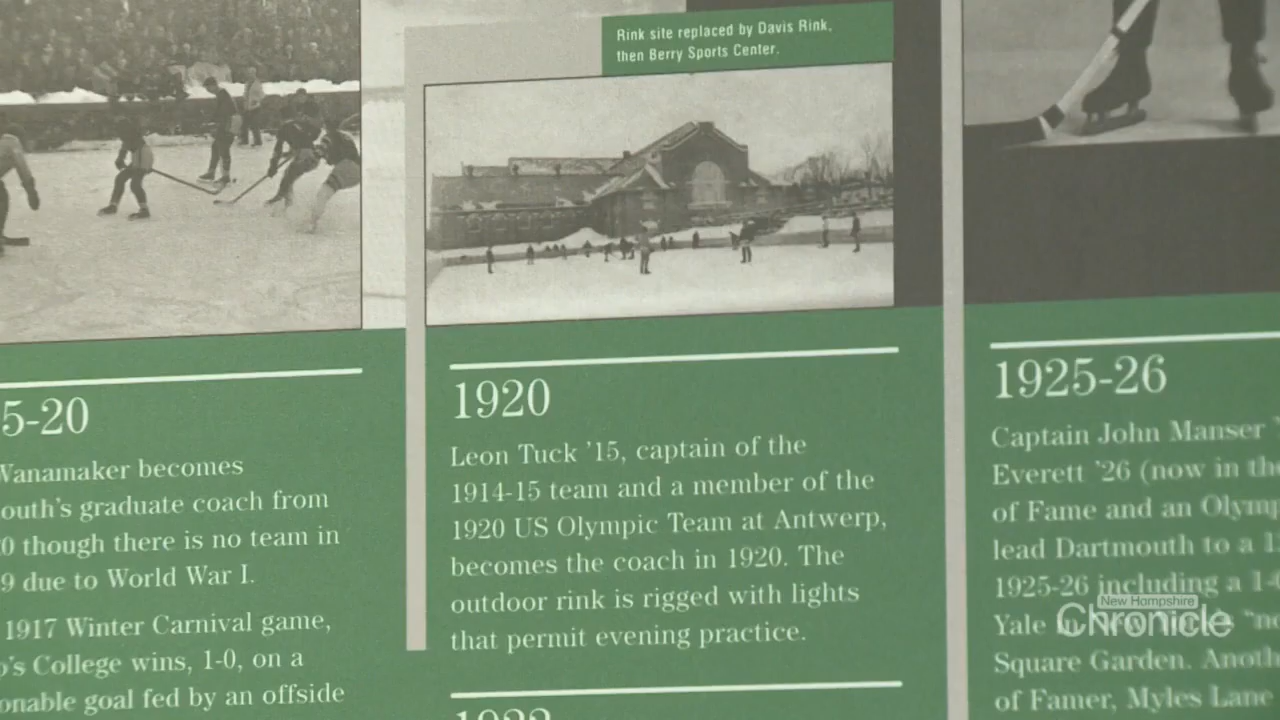 Rink site replaced by Davis Rink,
then Berry Sports Center.
5-20
Wanamaker becomes
outh's graduate coach from
0 though there is no team in
9 due to World War I.
1917 Winter Carnival game,
's College wins, 1-0, on a
onable goal fed by an offside
1920
Leon Tuck '15, captain of the
1914-15 team and a member of the
1920 US Olympic Team at Antwerp,
becomes the coach in 1920. The
outdoor rink is rigged with lights
that permit evening practice.
1925-26
Captain John Manser
Everett '26 (now in the
of Fame and an Olymp
lead Dartmouth to a 1
1925-26 including a 1-
Yale
Square Garden. Anoth
of Famer, Myles Lane
New Hampshire
Chronicle